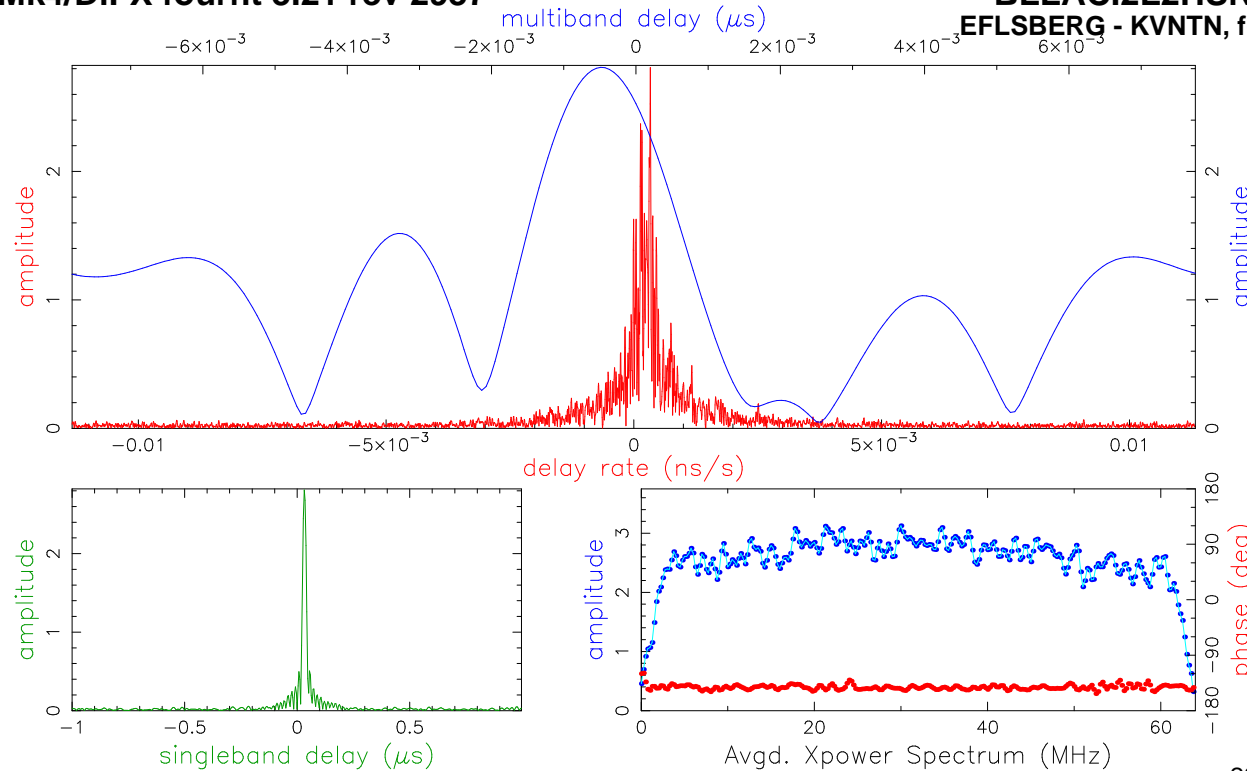 Mk4/DiFX fourfit rev
multiband delay (μs)
EFLSBERG - KVNTN, f
−6×10⁻³ −4×10⁻³ −2×10⁻³ 0 2×10⁻³ 4×10⁻³ 6×10⁻³
amplitude
2
1
0
2
1
0
amplitude
−0.01 −5×10⁻³ 0 5×10⁻³ 0.01
delay rate (ns/s)
amplitude
2
1
0
−1 −0.5 0 0.5
singleband delay (μs)
amplitude
3
2
1
0
180
90
0
−90
−180
phase (deg)
0 20 40 60
Avgd. Xpower Spectrum (MHz)